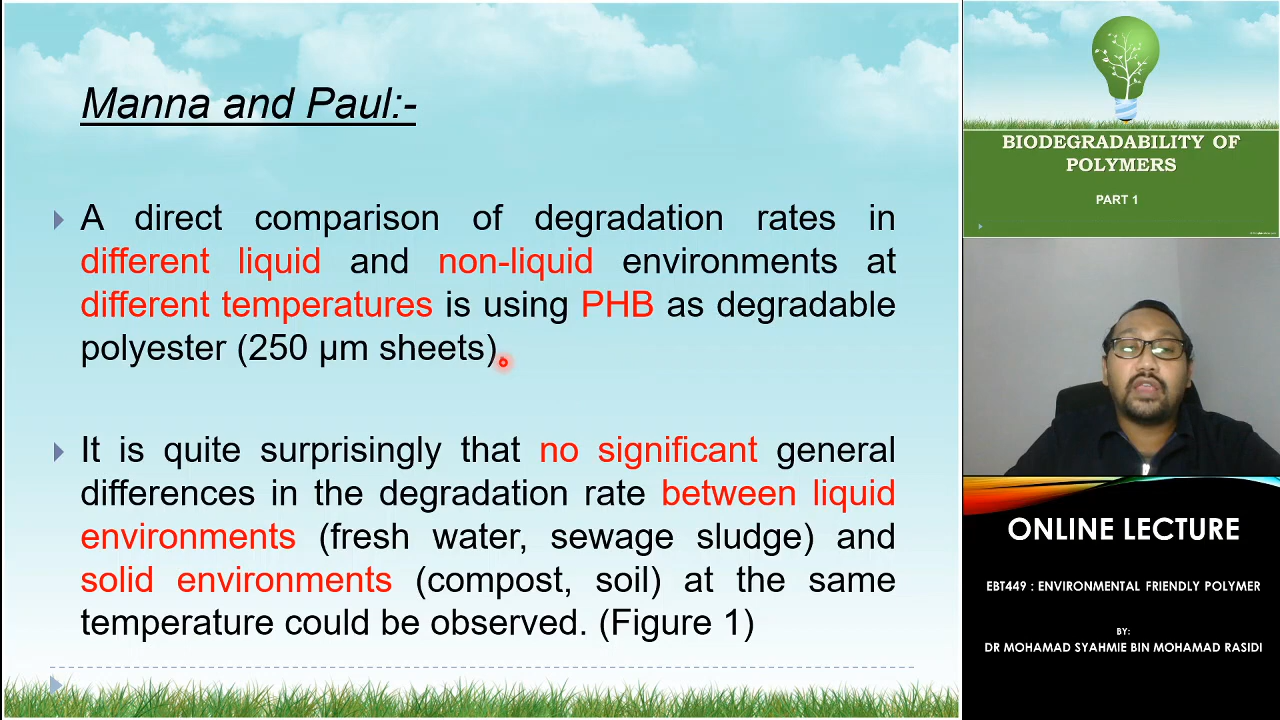 Manna and Paul:-
A direct comparison of degradation rates in
different liquid and non-liquid environments at
different temperatures is using PHB as degradable
polyester (250 µm sheets).
It is quite surprisingly that no significant general
differences in the degradation rate between liquid
environments (fresh water, sewage sludge) and
solid environments (compost, soil) at the same
temperature could be observed. (Figure 1)
BIODEGRADABILITY OF
POLYMERS
PART 1
ONLINE LECTURE
EBT449 : ENVIRONMENTAL FRIENDLY POLYMER
BY:
DR MOHAMAD SYAHMIE BIN MOHAMAD RASIDI